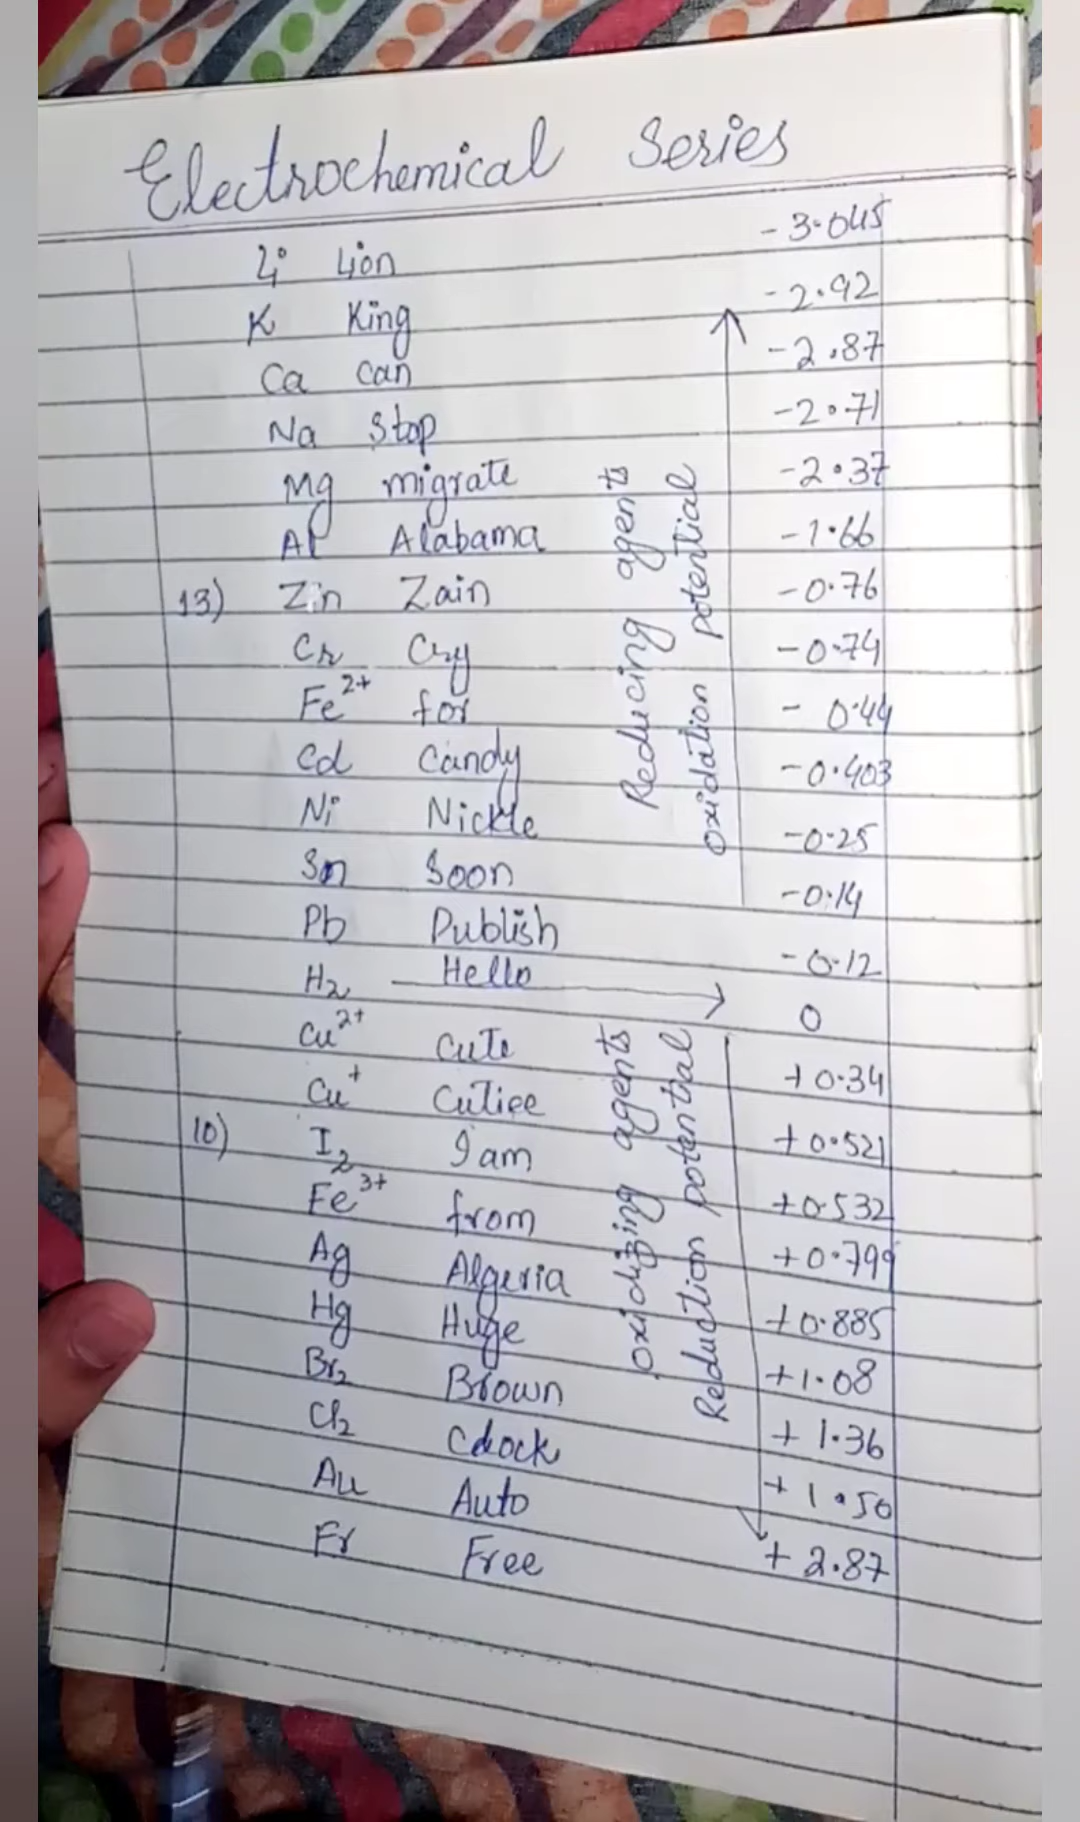 Electrochemical Series
Li Lion -3.045
K King -2.92
Ca Can -2.87
Na Stop -2.71
Mg migrate -2.37
Al Alabama -1.66
13) Zin Zain -0.76
Cr Cry -0.74
Fe2+ for - 0.44
Cd Candy -0.403
Ni Nickle -0.25
Sn Soon -0.14
Pb Publish -0.12
H2 Hello → 0
Cu2+ Cute +0.34
Cu+ Cutiee +0.521
10) I2 I am +0.532
Fe3+ from +0.799
Ag Algeria +0.885
Hg Huge +1.08
Br2 Brown + 1.36
Cl2 Cclock + 1.50
Au Auto + 2.87
Fr Free
Reducing agents
oxidation potential
oxidizing agents
Reduction potential